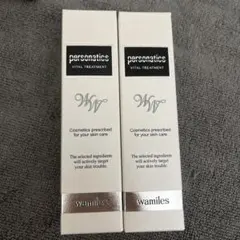 personatics
VITAL TREATMENT
Cosmetics prescribed
for your skin care
The selected ingredients
will actively target
your skin trouble.
wamiles
personatics
VITAL TREATMENT
Cosmetics prescribed
for your skin care
The selected ingredients
will actively target
your skin trouble.
wamiles